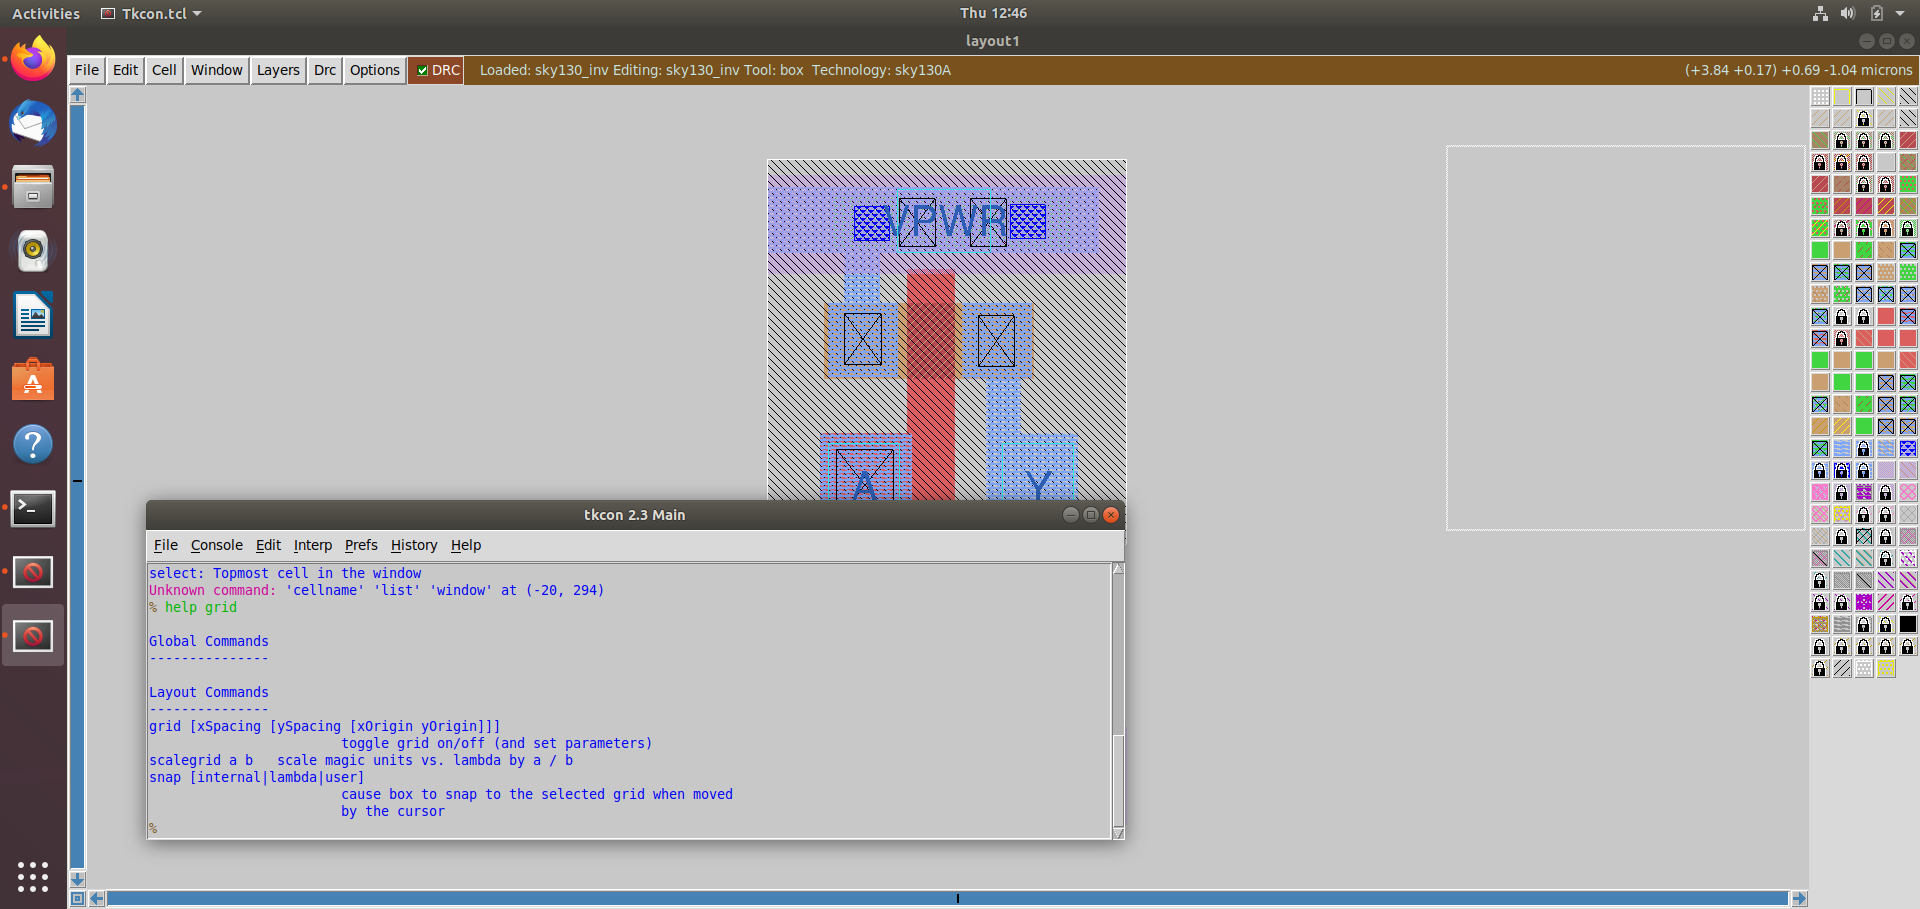 Activities Tkcon.tcl Thu 12:46
layout1
File Edit Cell Window Layers Drc Options DRC Loaded: sky130_inv Editing: sky130_inv Tool: box Technology: sky130A (+3.84 +0.17) +0.69 -1.04 microns
VPWR
A Y
tkcon 2.3 Main
File Console Edit Interp Prefs History Help
select: Topmost cell in the window
Unknown command: 'cellname' 'list' 'window' at (-20, 294)
% help grid
Global Commands
---------------
Layout Commands
---------------
grid [xSpacing [ySpacing [xOrigin yOrigin]]]
toggle grid on/off (and set parameters)
scalegrid a b scale magic units vs. lambda by a / b
snap [internal|lambda|user]
cause box to snap to the selected grid when moved
by the cursor
%